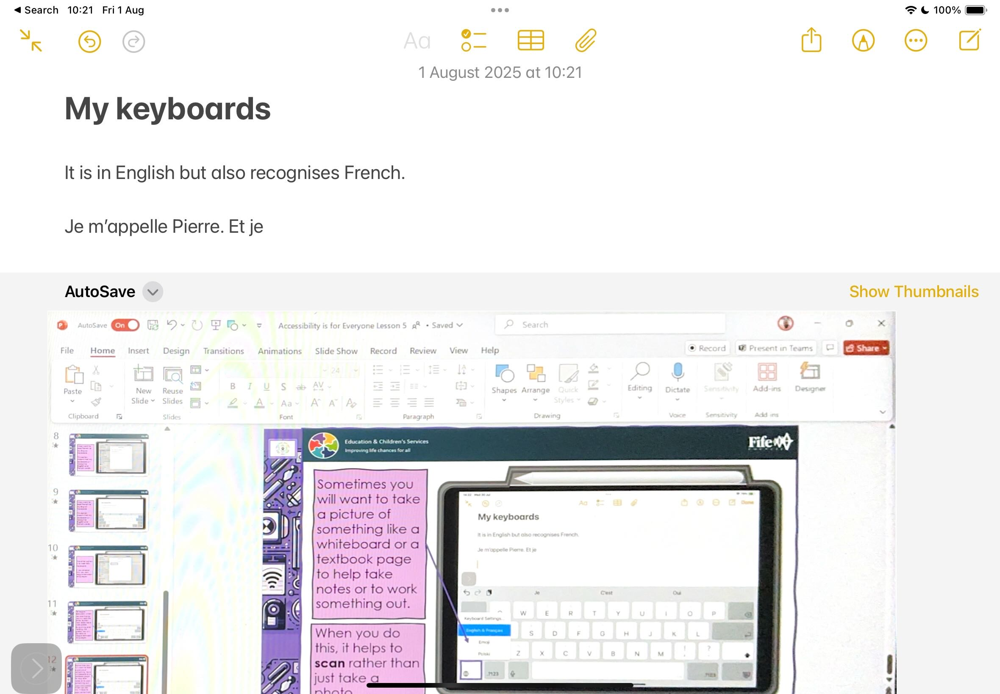 Search 10:21 Fri 1 Aug
100%
Aa
1 August 2025 at 10:21
My keyboards
It is in English but also recognises French.
Je m'appelle Pierre. Et je
AutoSave
Show Thumbnails
AutoSave On
Accessibility is for Everyone Lesson 5 • Saved
Search
File Home Insert Design Transitions Animations Slide Show Record Review View Help
Record
Present in Teams
Share
Paste
New
Slide
Reuse
Slides
24
B I U S ab AV
A Aa A A A
Shapes Arrange Quick
Styles
Editing
Dictate
Sensitivity
Add-ins
Designer
Clipboard Slides Font Paragraph Drawing Voice Sensitivity Add-ins
8
9
10
11
12
Education & Children's Services
Improving life chances for all
Fife
Sometimes you
will want to take
a picture of
something like a
whiteboard or a
textbook page
to help take
notes or to work
something out.
When you do
this, it helps to
scan rather than
just take a
photo
14:32 Wed 30 Jul
Aa
Done
My keyboards
It is in English but also recognises French.
Je m'appelle Pierre. Et je
Je C'est Oui
W E R T Y U I O P
Keyboard Settings...
English & Français
S D F G H J K L
Emoji
Polski
Z X C V B N M ! ?
.?123
.?123